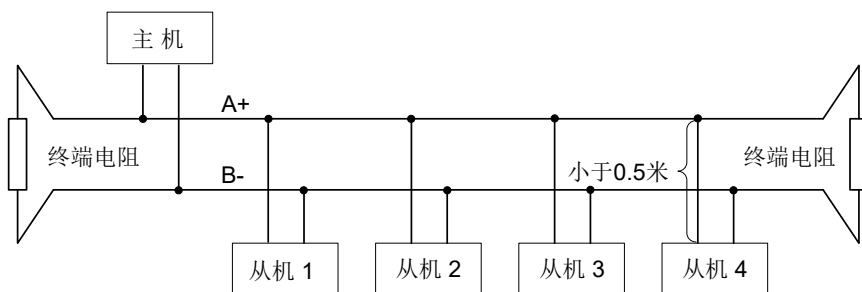 主 机
A+
终端电阻
B-
小于0.5米
终端电阻
从机 1
从机 2
从机 3
从机 4